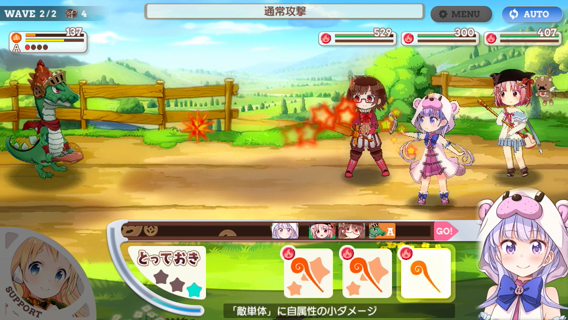 WAVE 2/2 4
通常攻撃
MENU
AUTO
137
A
529
300
407
A
GO!
とっておき
SUPPORT
「敵単体」に自属性の小ダメージ